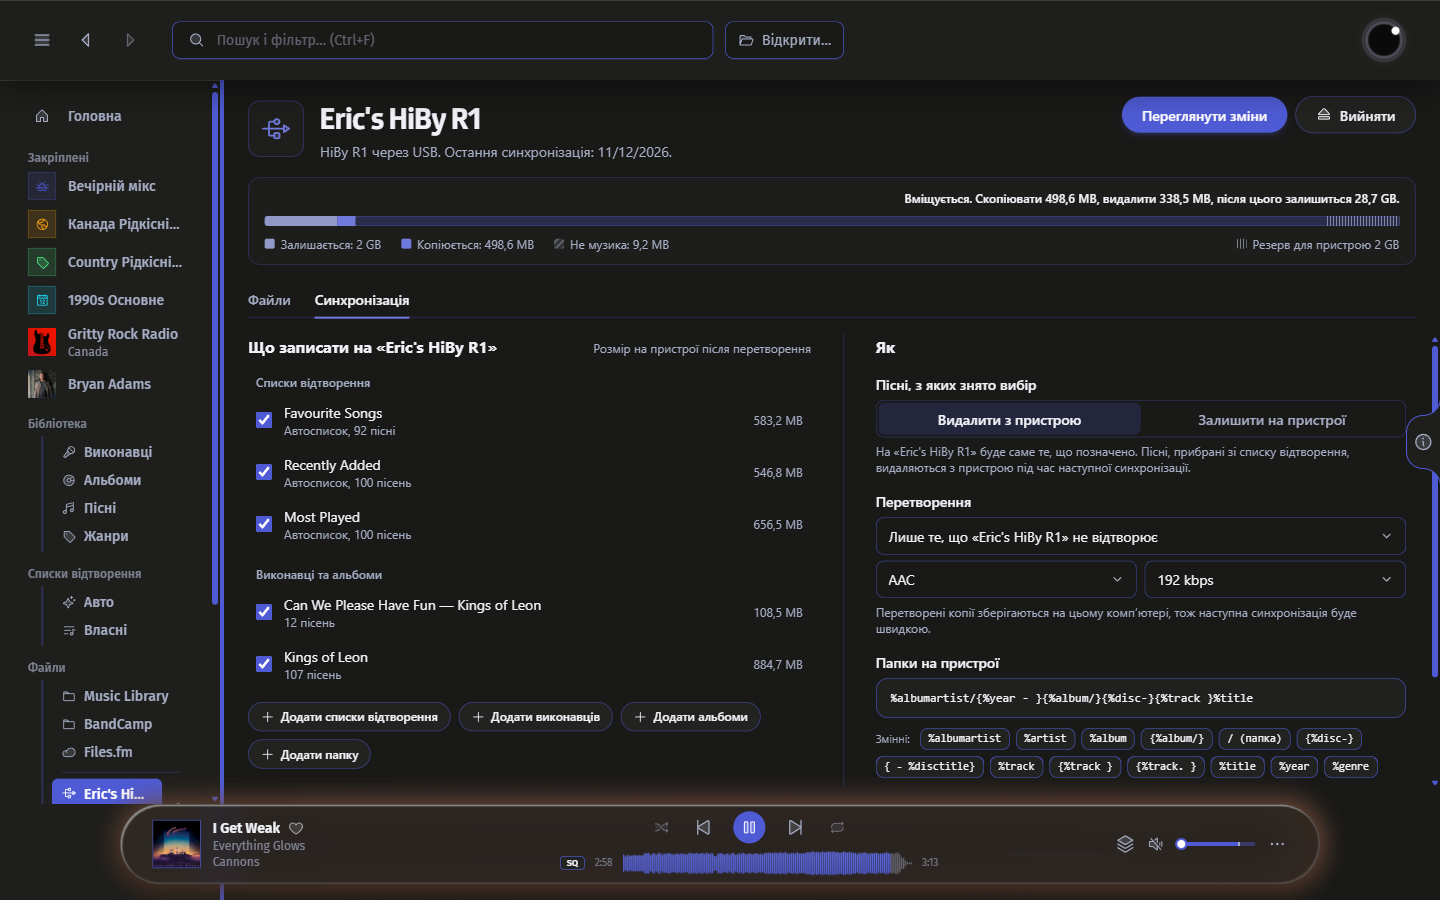 Пошук і фільтр... (Ctrl+F)
Відкрити...
Головна
Закріплені
Вечірній мікс
Канада Рідкісні...
Country Рідкісні...
1990s Основне
Gritty Rock Radio
Canada
Bryan Adams
Бібліотека
Виконавці
Альбоми
Пісні
Жанри
Списки відтворення
Авто
Власні
Файли
Music Library
BandCamp
Files.fm
Eric's Hi...
Eric's HiBy R1
HiBy R1 через USB. Остання синхронізація: 11/12/2026.
Переглянути зміни
Вийняти
Вміщується. Скопіювати 498,6 MB, видалити 338,5 MB, після цього залишиться 28,7 GB.
Залишається: 2 GB
Копіюється: 498,6 MB
Не музика: 9,2 MB
Резерв для пристрою 2 GB
Файли
Синхронізація
Що записати на «Eric's HiBy R1»
Розмір на пристрої після перетворення
Списки відтворення
Favourite Songs
Автосписок, 92 пісні
583,2 MB
Recently Added
Автосписок, 100 пісень
546,8 MB
Most Played
Автосписок, 100 пісень
656,5 MB
Виконавці та альбоми
Can We Please Have Fun — Kings of Leon
12 пісень
108,5 MB
Kings of Leon
107 пісень
884,7 MB
Додати списки відтворення
Додати виконавців
Додати альбоми
Додати папку
Як
Пісні, з яких знято вибір
Видалити з пристрою
Залишити на пристрої
На «Eric's HiBy R1» буде саме те, що позначено. Пісні, прибрані зі списку відтворення,
видаляються з пристрою під час наступної синхронізації.
Перетворення
Лише те, що «Eric's HiBy R1» не відтворює
AAC
192 kbps
Перетворені копії зберігаються на цьому комп'ютері, тож наступна синхронізація буде
швидкою.
Папки на пристрої
%albumartist/{%year - }{%album/}{%disc-}{%track }%title
Змінні:
%albumartist
%artist
%album
{%album/}
/ (папка)
{%disc-}
{ - %disctitle}
%track
{%track }
{%track. }
%title
%year
%genre
I Get Weak
Everything Glows
Cannons
SQ
2:58
3:13